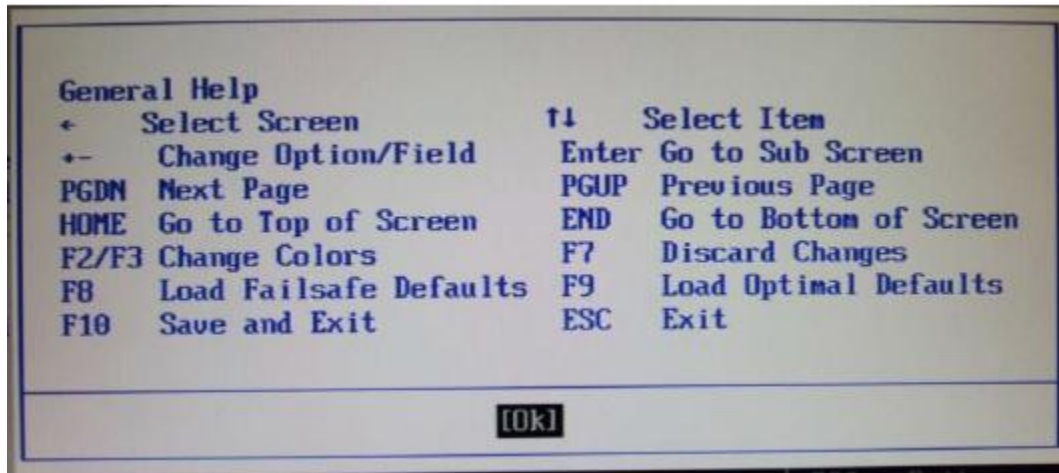 General Help
← Select Screen ↑↓ Select Item
+- Change Option/Field Enter Go to Sub Screen
PGDN Next Page PGUP Previous Page
HOME Go to Top of Screen END Go to Bottom of Screen
F2/F3 Change Colors F7 Discard Changes
F8 Load Failsafe Defaults F9 Load Optimal Defaults
F10 Save and Exit ESC Exit
[Ok]